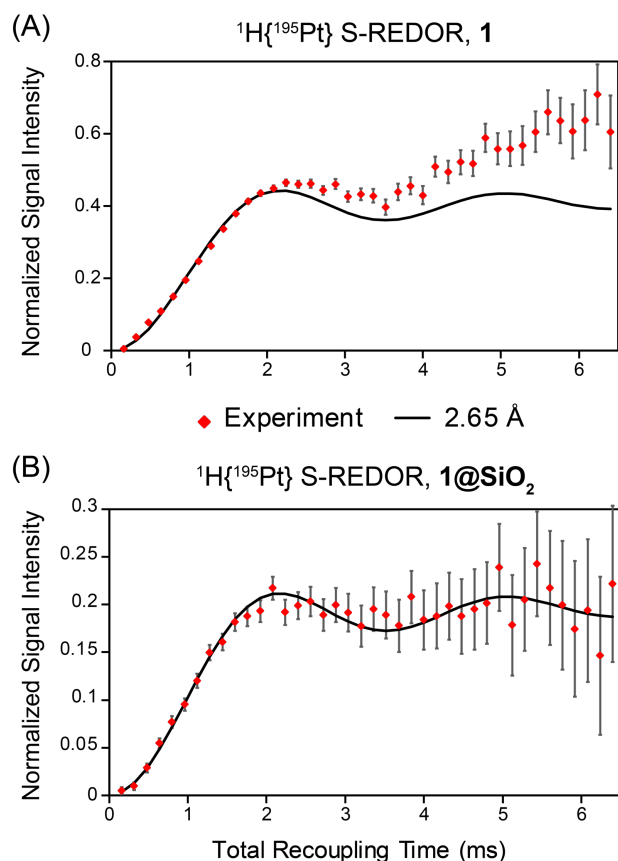 (A)
¹H{¹⁹⁵Pt} S-REDOR, 1
Normalized Signal Intensity
0.8
0.6
0.4
0.2
0
0 1 2 3 4 5 6
Experiment 2.65 Å
(B)
¹H{¹⁹⁵Pt} S-REDOR, 1@SiO₂
Normalized Signal Intensity
0.3
0.25
0.2
0.15
0.1
0.05
0
0 1 2 3 4 5 6
Total Recoupling Time (ms)